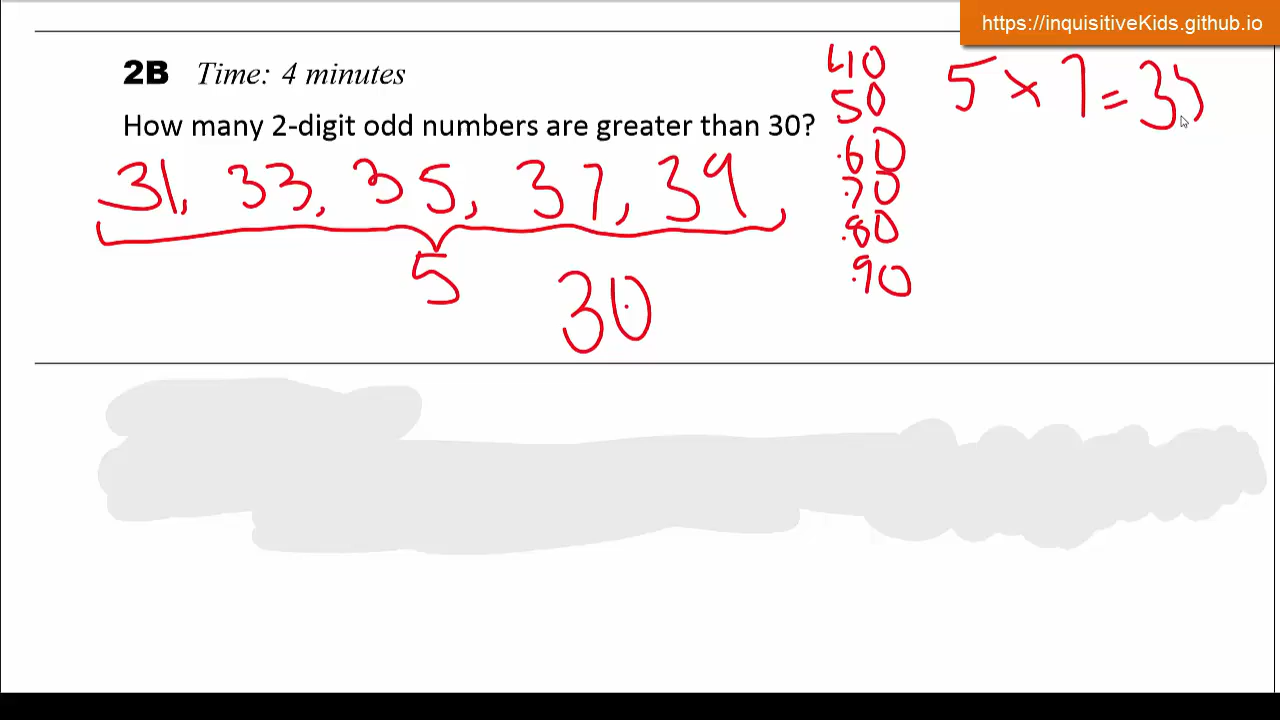 https://inquisitiveKids.github.io
2B Time: 4 minutes
How many 2-digit odd numbers are greater than 30?
31, 33, 35, 37, 39,
5
30
40
50
60
70
80
90
5 × 7 = 35